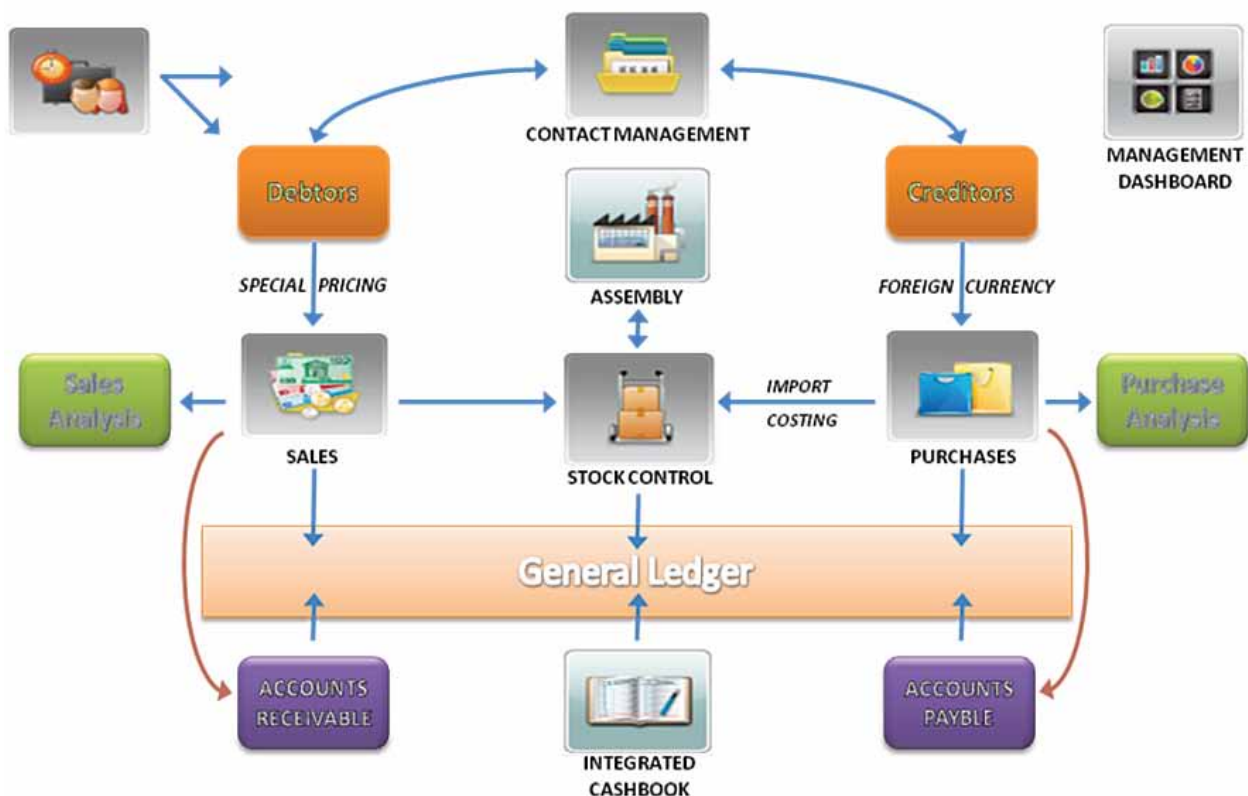 CONTACT MANAGEMENT
MANAGEMENT
DASHBOARD
Debtors
Creditors
ASSEMBLY
SPECIAL PRICING
FOREIGN CURRENCY
Sales
Analysis
SALES
STOCK CONTROL
IMPORT
COSTING
PURCHASES
Purchase
Analysis
General Ledger
ACCOUNTS
RECEIVABLE
INTEGRATED
CASHBOOK
ACCOUNTS
PAYBLE